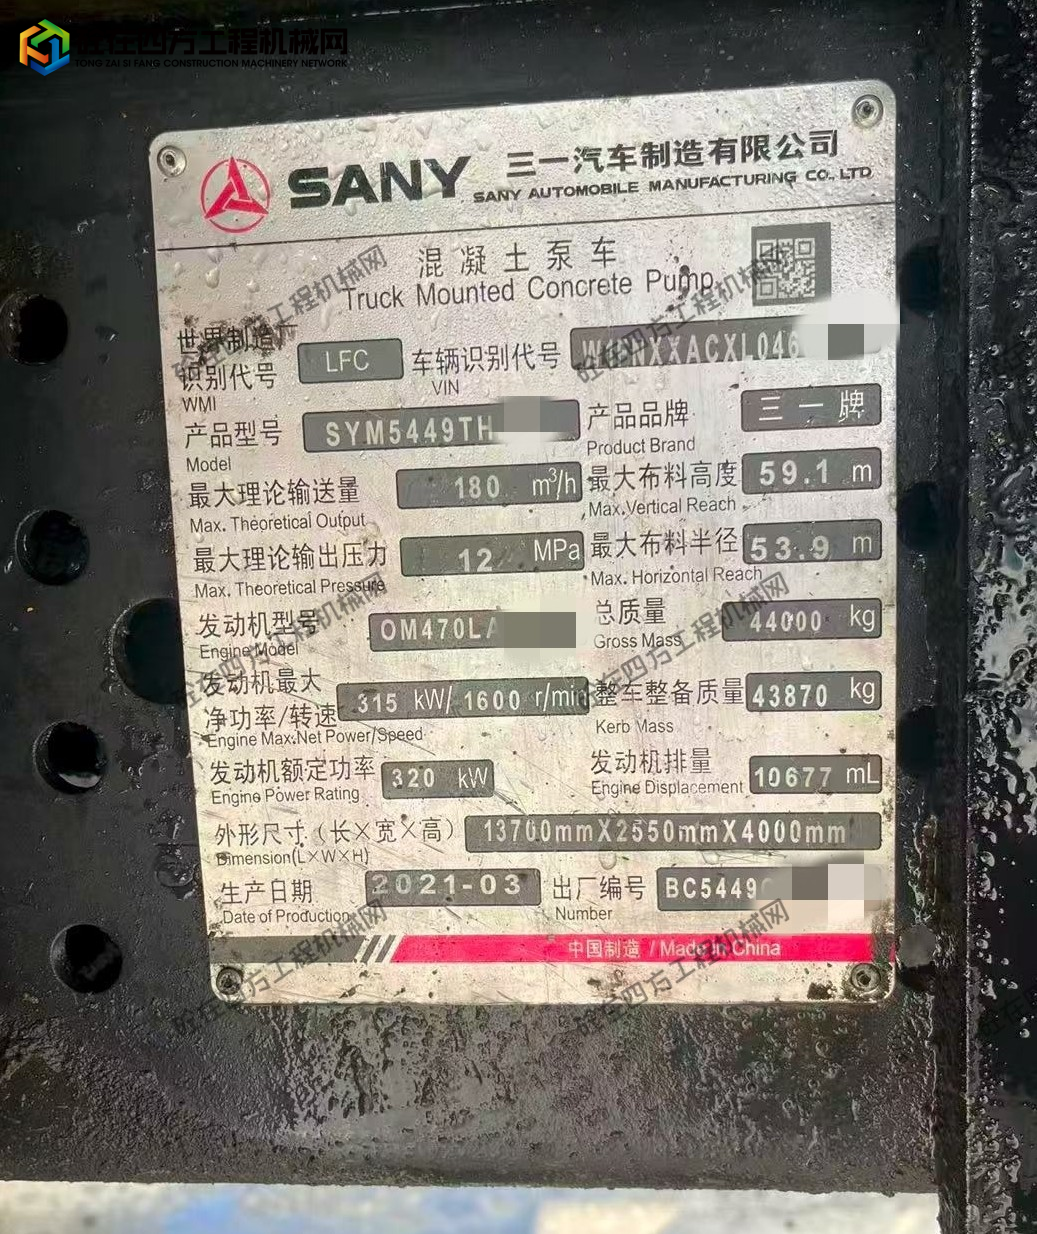 砼在四方工程机械网
TONG ZAI SI FANG CONSTRUCTION MACHINERY NETWORK
SANY 三一汽车制造有限公司
SANY AUTOMOBILE MANUFACTURING CO., LTD
混凝土泵车
Truck Mounted Concrete Pump
世界制造厂
识别代号 LFC 车辆识别代号
WMI VIN
产品型号 SYM5449TH 产品品牌 三一牌
Model Product Brand
最大理论输送量 180 m³/h 最大布料高度 59.1 m
Max. Theoretical Output Max. Vertical Reach
最大理论输出压力 12 MPa 最大布料半径 53.9 m
Max. Theoretical Pressure Max. Horizontal Reach
发动机型号 OM470LA 总质量 44000 kg
Engine Model Gross Mass
发动机最大
净功率/转速 315 kW/ 1600 r/min 整车整备质量 43870 kg
Engine Max.Net Power/Speed Kerb Mass
发动机额定功率 320 kW 发动机排量 10677 mL
Engine Power Rating Engine Displacement
外形尺寸(长×宽×高) 13700mmX2550mmX4000mm
Dimension(L×W×H)
生产日期 2021-03 出厂编号 BC5449
Date of Production Number
中国制造 / Made in China